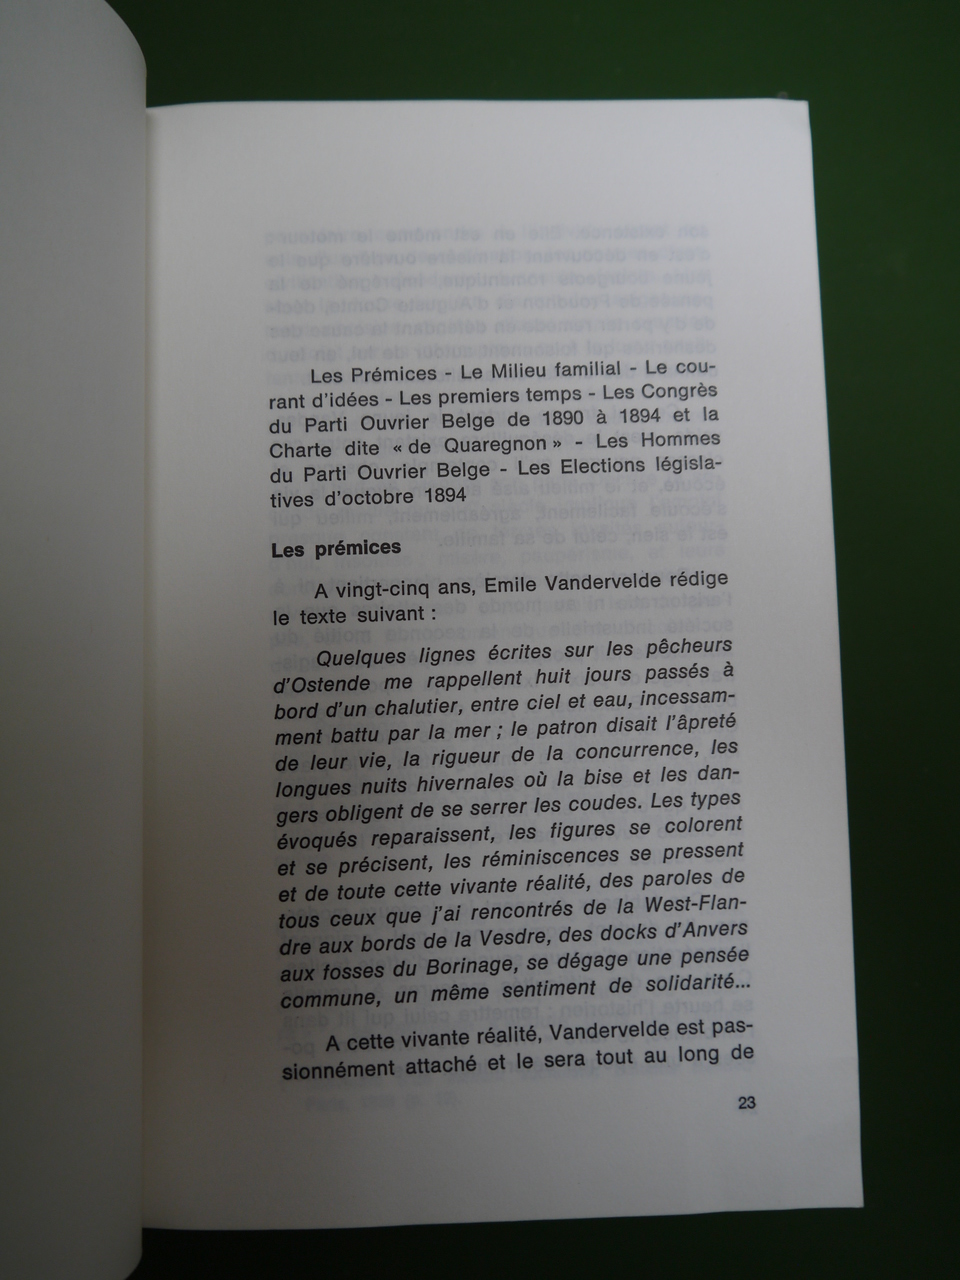 Les Prémices - Le Milieu familial - Le cou-
rant d'idées - Les premiers temps - Les Congrès
du Parti Ouvrier Belge de 1890 à 1894 et la
Charte dite « de Quaregnon » - Les Hommes
du Parti Ouvrier Belge - Les Elections législa-
tives d'octobre 1894
Les prémices
A vingt-cinq ans, Emile Vandervelde rédige
le texte suivant :
Quelques lignes écrites sur les pêcheurs
d'Ostende me rappellent huit jours passés à
bord d'un chalutier, entre ciel et eau, incessam-
ment battu par la mer ; le patron disait l'âpreté
de leur vie, la rigueur de la concurrence, les
longues nuits hivernales où la bise et les dan-
gers obligent de se serrer les coudes. Les types
évoqués reparaissent, les figures se colorent
et se précisent, les réminiscences se pressent
et de toute cette vivante réalité, des paroles de
tous ceux que j'ai rencontrés de la West-Flan-
dre aux bords de la Vesdre, des docks d'Anvers
aux fosses du Borinage, se dégage une pensée
commune, un même sentiment de solidarité...
A cette vivante réalité, Vandervelde est pas-
sionnément attaché et le sera tout au long de
23